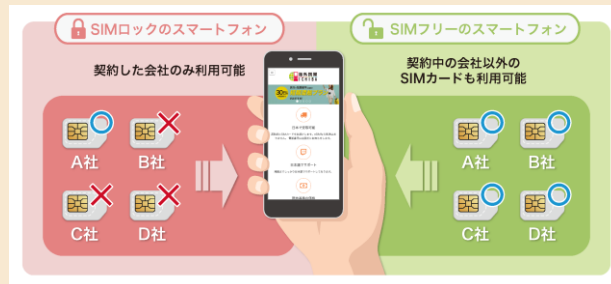 SIMロックのスマートフォン
契約した会社のみ利用可能
A社
B社
C社
D社
SIMフリーのスマートフォン
契約中の会社以外の
SIMカードも利用可能
A社
B社
C社
D社